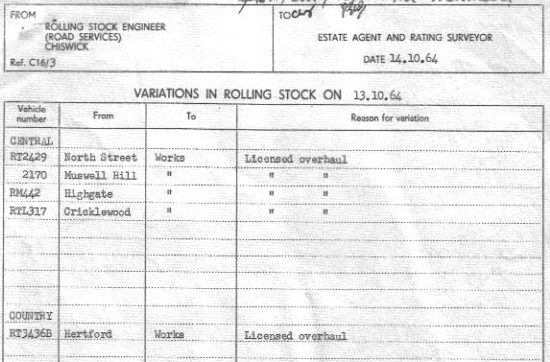 FROM
ROLLING STOCK ENGINEER
(ROAD SERVICES)
CHISWICK
Ref. C16/3
TO
ESTATE AGENT AND RATING SURVEYOR
DATE 14.10.64
VARIATIONS IN ROLLING STOCK ON 13.10.64
Vehicle number From To Reason for variation
CENTRAL
RT2429 North Street Works Licensed overhaul
2170 Muswell Hill " " "
RM442 Highgate " " "
RTL317 Cricklewood " " "
COUNTRY
RT3436B Hertford Works Licensed overhaul